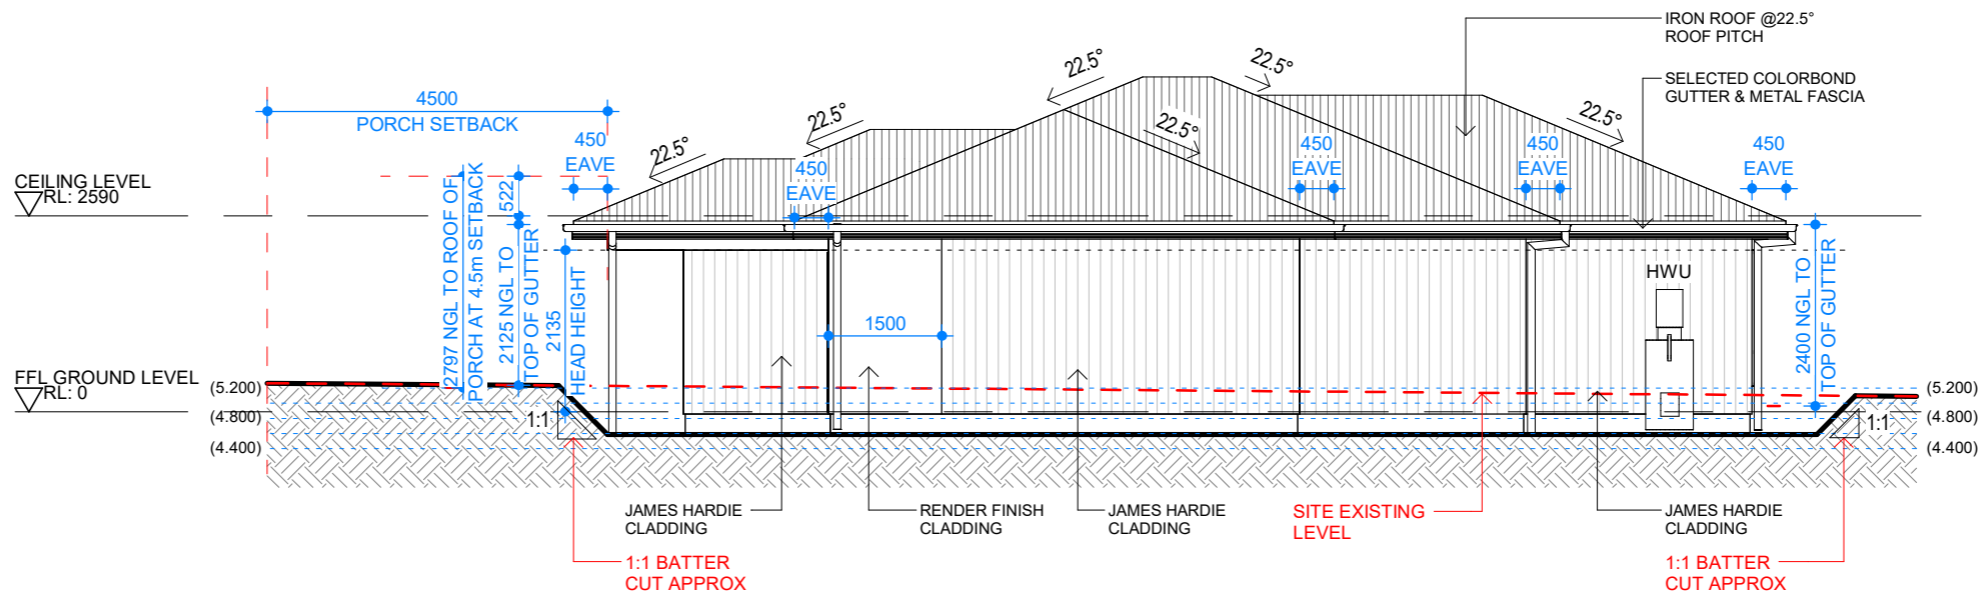 IRON ROOF @22.5°
ROOF PITCH
SELECTED COLORBOND
GUTTER & METAL FASCIA
22.5°
22.5°
22.5°
22.5°
22.5°
22.5°
4500
PORCH SETBACK
450
EAVE
450
EAVE
450
EAVE
450
EAVE
450
EAVE
CEILING LEVEL
RL: 2590
2797 NGL TO ROOF OF
PORCH AT 4.5m SETBACK
522
2125 NGL TO
TOP OF GUTTER
2135
HEAD HEIGHT
1500
HWU
2400 NGL TO
TOP OF GUTTER
FFL GROUND LEVEL
RL: 0
(5.200)
(4.800)
(4.400)
1:1
1:1
(5.200)
(4.800)
(4.400)
JAMES HARDIE
CLADDING
RENDER FINISH
CLADDING
JAMES HARDIE
CLADDING
SITE EXISTING
LEVEL
JAMES HARDIE
CLADDING
1:1 BATTER
CUT APPROX
1:1 BATTER
CUT APPROX